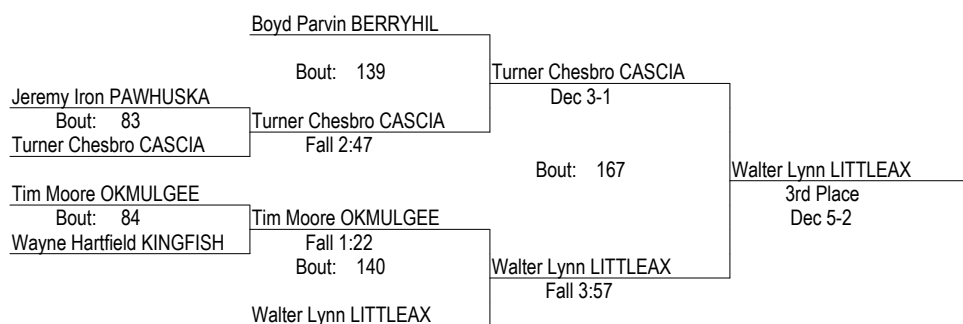 Boyd Parvin BERRYHIL
Bout: 139
Turner Chesbro CASCIA
Dec 3-1
Jeremy Iron PAWHUSKA
Bout: 83
Turner Chesbro CASCIA
Turner Chesbro CASCIA
Fall 2:47
Bout: 167
Walter Lynn LITTLEAX
3rd Place
Dec 5-2
Tim Moore OKMULGEE
Bout: 84
Wayne Hartfield KINGFISH
Tim Moore OKMULGEE
Fall 1:22
Bout: 140
Walter Lynn LITTLEAX
Fall 3:57
Walter Lynn LITTLEAX